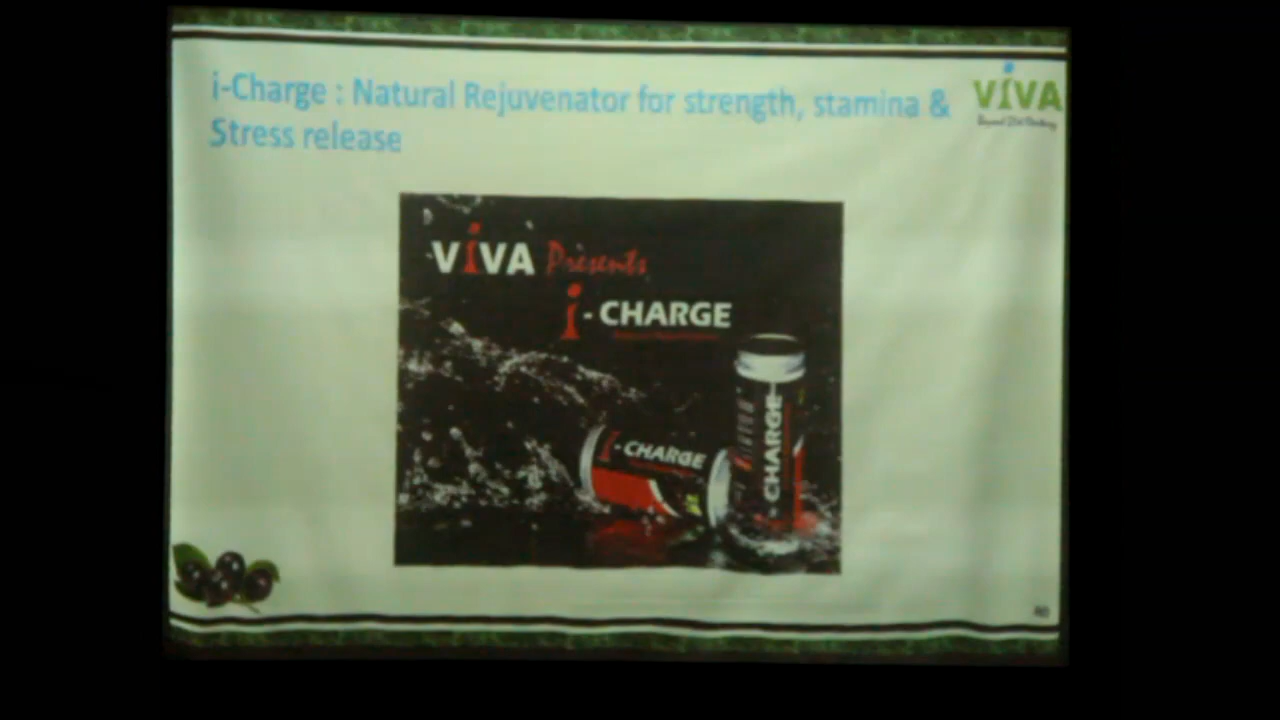 i-Charge : Natural Rejuvenator for strength, stamina &
Stress release
ViVA
ViVA Presents
i - CHARGE
i - CHARGE
i - CHARGE